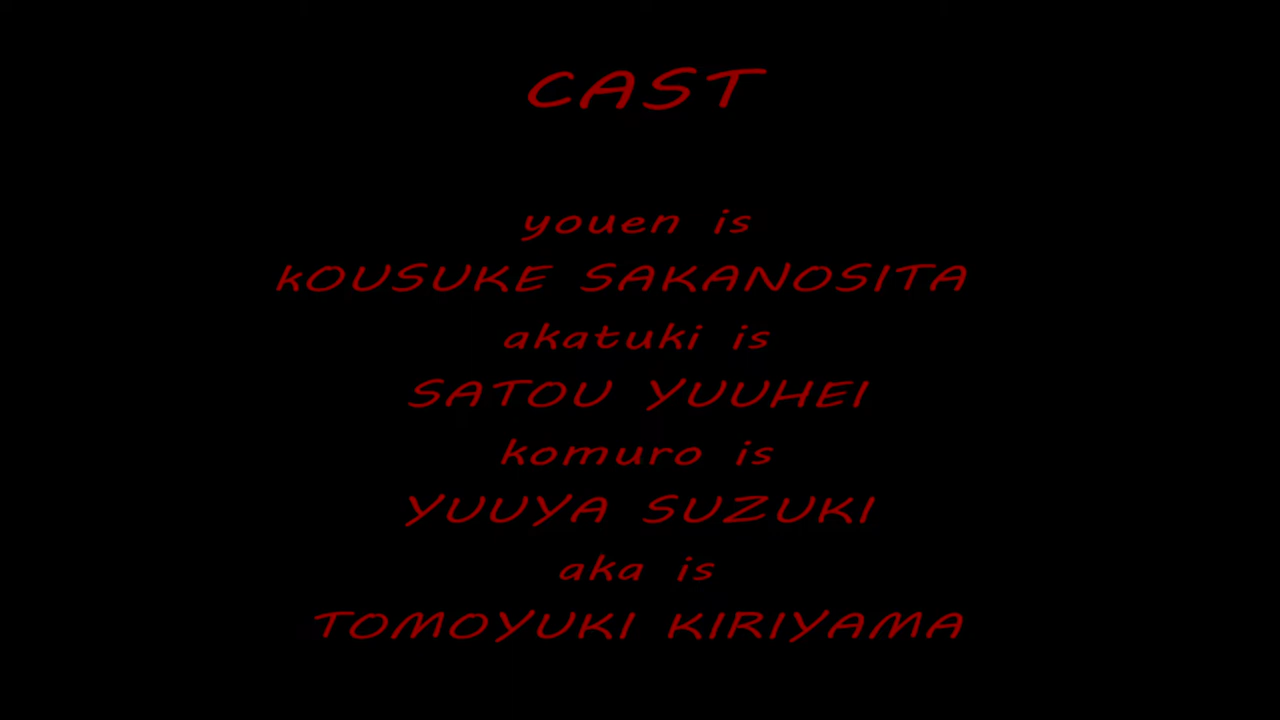 CAST
youen is
kOUSUKE SAKANOSITA
akatuki is
SATOU YUUHEI
komuro is
YUUYA SUZUKI
aka is
TOMOYUKI KIRIYAMA